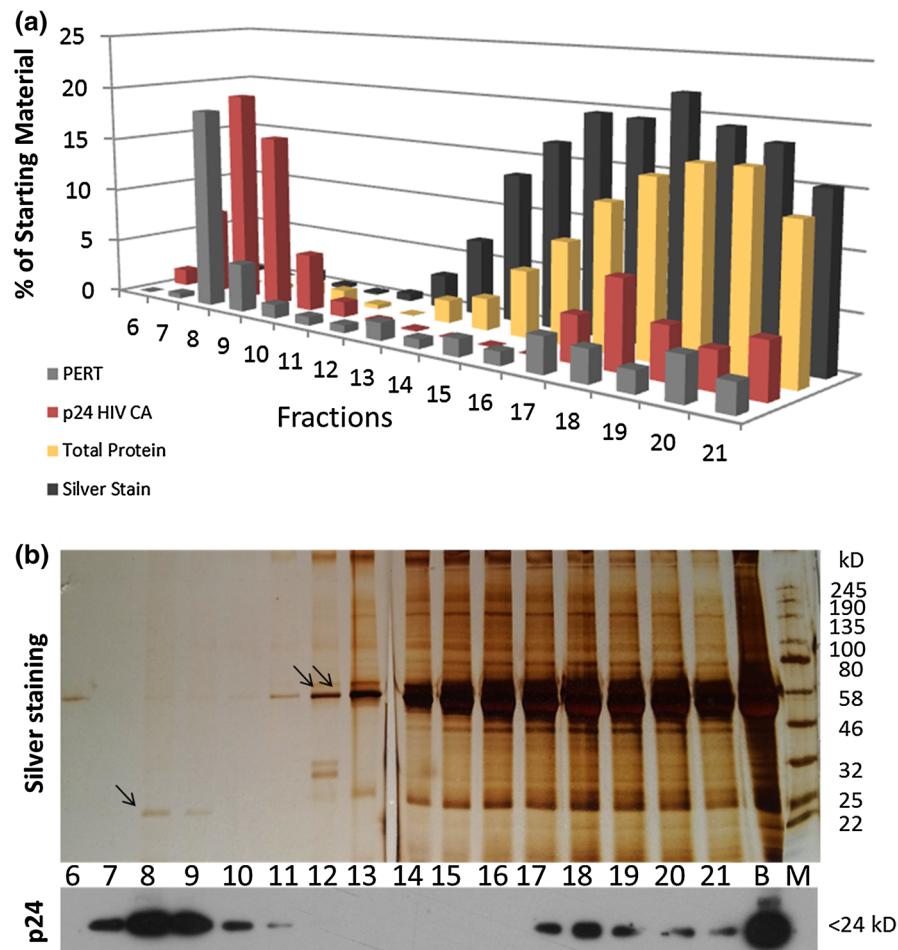 (a)
% of Starting Material
25
20
15
10
5
0
6 7 8 9 10 11 12 13 14 15 16 17 18 19 20 21
Fractions
PERT
p24 HIV CA
Total Protein
Silver Stain
(b)
Silver staining
kD
245
190
135
100
80
58
46
32
25
22
6 7 8 9 10 11 12 13 14 15 16 17 18 19 20 21 B M
p24
<24 kD